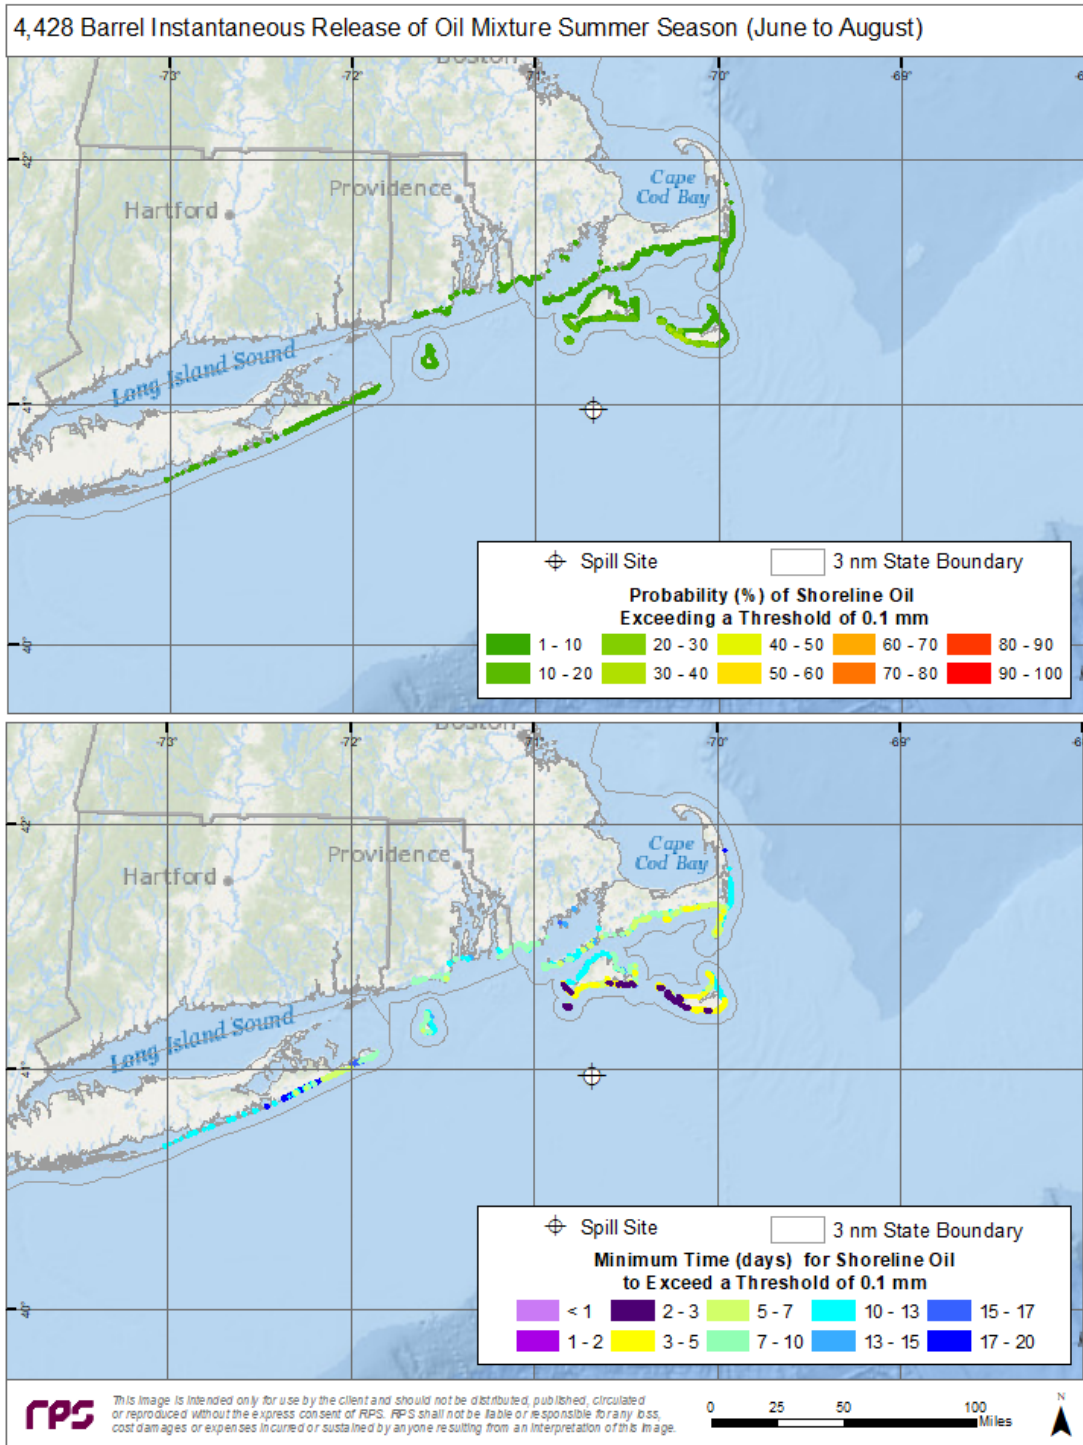 4,428 Barrel Instantaneous Release of Oil Mixture Summer Season (June to August)
Boston
-73°
-72°
-71°
-70°
-69°
42°
Cape
Cod Bay
Providence
Hartford
Long Island Sound
41°
40°
Spill Site
3 nm State Boundary
Probability (%) of Shoreline Oil
Exceeding a Threshold of 0.1 mm
1 - 10
20 - 30
40 - 50
60 - 70
80 - 90
10 - 20
30 - 40
50 - 60
70 - 80
90 - 100
Boston
-73°
-72°
-71°
-70°
-69°
42°
Cape
Cod Bay
Providence
Hartford
Long Island Sound
41°
40°
Spill Site
3 nm State Boundary
Minimum Time (days) for Shoreline Oil
to Exceed a Threshold of 0.1 mm
< 1
2 - 3
5 - 7
10 - 13
15 - 17
1 - 2
3 - 5
7 - 10
13 - 15
17 - 20
rps
This image is intended only for use by the client and should not be distributed, published, circulated
or reproduced without the express consent of RPS. RPS shall not be liable or responsible for any loss,
cost damages or expenses incurred or sustained by anyone resulting from an interpretation of this image.
0 25 50 100
Miles
N